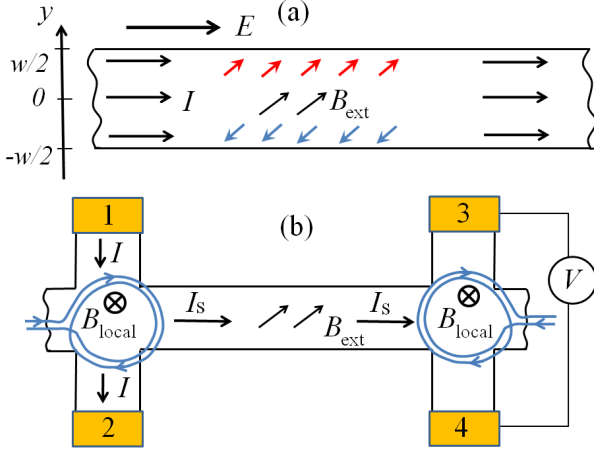 (a)
y
E
w/2
0
-w/2
I
B_ext
(b)
1
3
I
V
B_local
I_S
B_ext
I_S
B_local
I
2
4